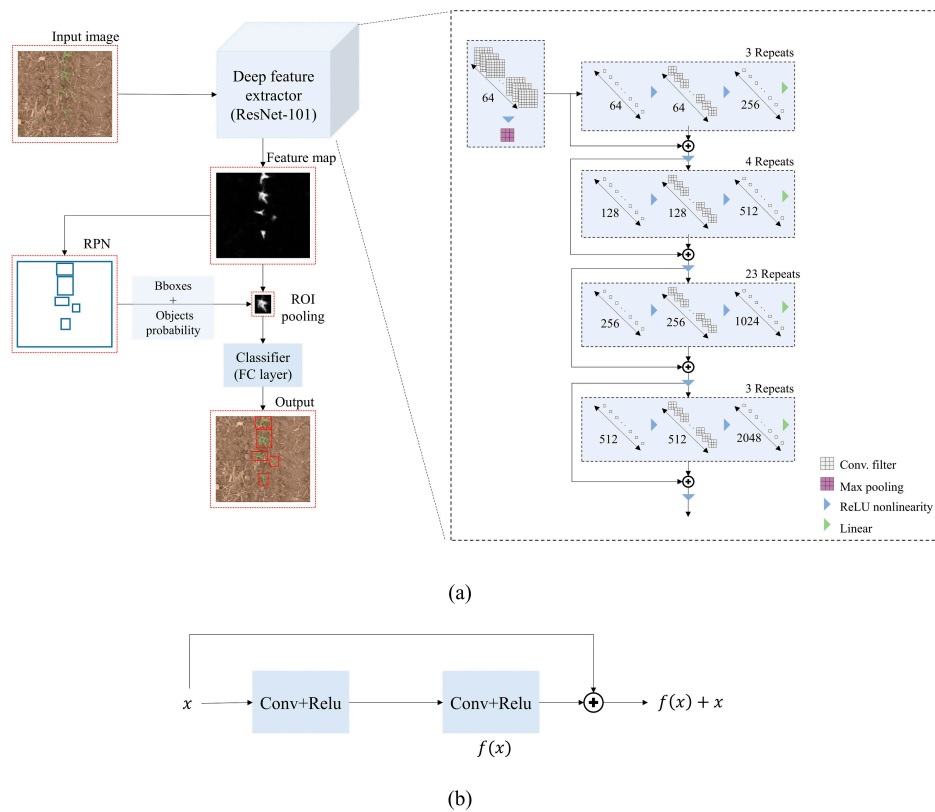 Input image
Deep feature
extractor
(ResNet-101)
Feature map
RPN
Bboxes
+
Objects
probability
ROI
pooling
Classifier
(FC layer)
Output
64
3 Repeats
64
64
256
4 Repeats
128
128
512
23 Repeats
256
256
1024
3 Repeats
512
512
2048
Conv. filter
Max pooling
ReLU nonlinearity
Linear
(a)
x
Conv+Relu
Conv+Relu
f(x) + x
f(x)
(b)